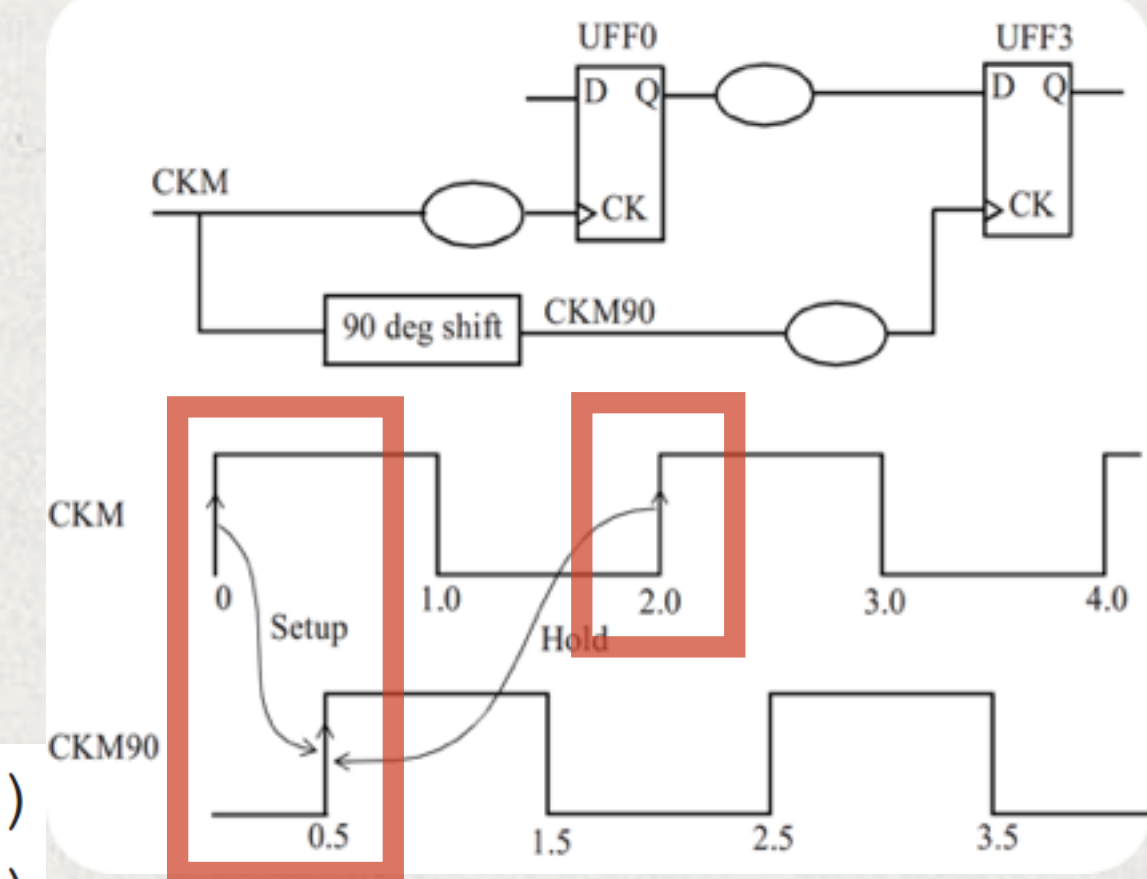 UFF0
UFF3
D Q
D Q
CKM
CK
CK
90 deg shift
CKM90
CKM
0
1.0
2.0
3.0
4.0
Setup
Hold
CKM90
0.5
1.5
2.5
3.5
)
)